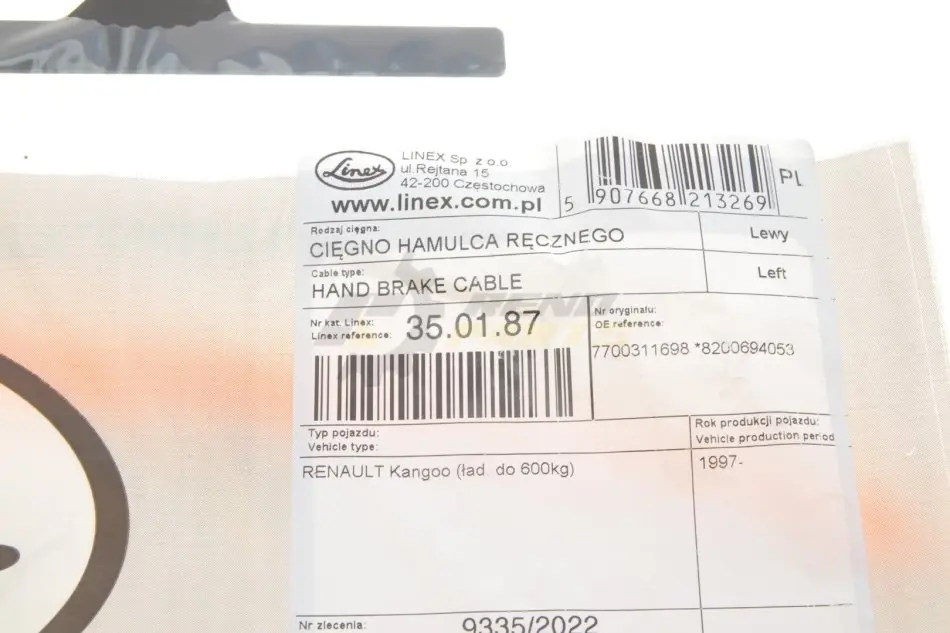 Linex
LINEX Sp. z o.o.
ul.Rejtana 15
42-200 Częstochowa
www.linex.com.pl
5 907668 213269
PL
Rodzaj cięgna:
CIĘGNO HAMULCA RĘCZNEGO
Lewy
Cable type:
HAND BRAKE CABLE
Left
Nr kat. Linex:
Linex reference:
35.01.87
Nr oryginału:
OE reference:
7700311698 *8200694053
Typ pojazdu:
Vehicle type:
Rok produkcji pojazdu:
Vehicle production period
RENAULT Kangoo (ład. do 600kg)
1997-
Nr zlecenia:
9335/2022